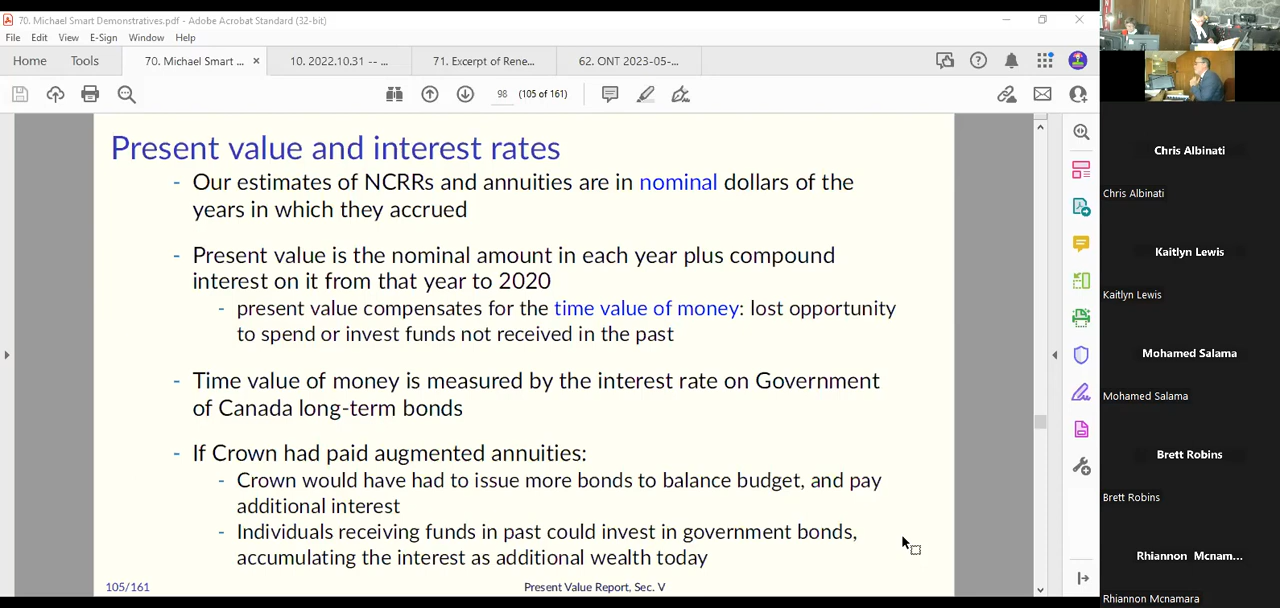 70. Michael Smart Demonstratives.pdf - Adobe Acrobat Standard (32-bit)
File Edit View E-Sign Window Help
Home Tools 70. Michael Smart ... × 10. 2022.10.31 -- ... 71. Excerpt of Rene... 62. ONT 2023-05-...
98 (105 of 161)
Present value and interest rates
- Our estimates of NCRRs and annuities are in nominal dollars of the
years in which they accrued
- Present value is the nominal amount in each year plus compound
interest on it from that year to 2020
- present value compensates for the time value of money: lost opportunity
to spend or invest funds not received in the past
- Time value of money is measured by the interest rate on Government
of Canada long-term bonds
- If Crown had paid augmented annuities:
- Crown would have had to issue more bonds to balance budget, and pay
additional interest
- Individuals receiving funds in past could invest in government bonds,
accumulating the interest as additional wealth today
105/161 Present Value Report, Sec. V
Chris Albinati
Chris Albinati
Kaitlyn Lewis
Kaitlyn Lewis
Mohamed Salama
Mohamed Salama
Brett Robins
Brett Robins
Rhiannon Mcnam...
Rhiannon Mcnamara